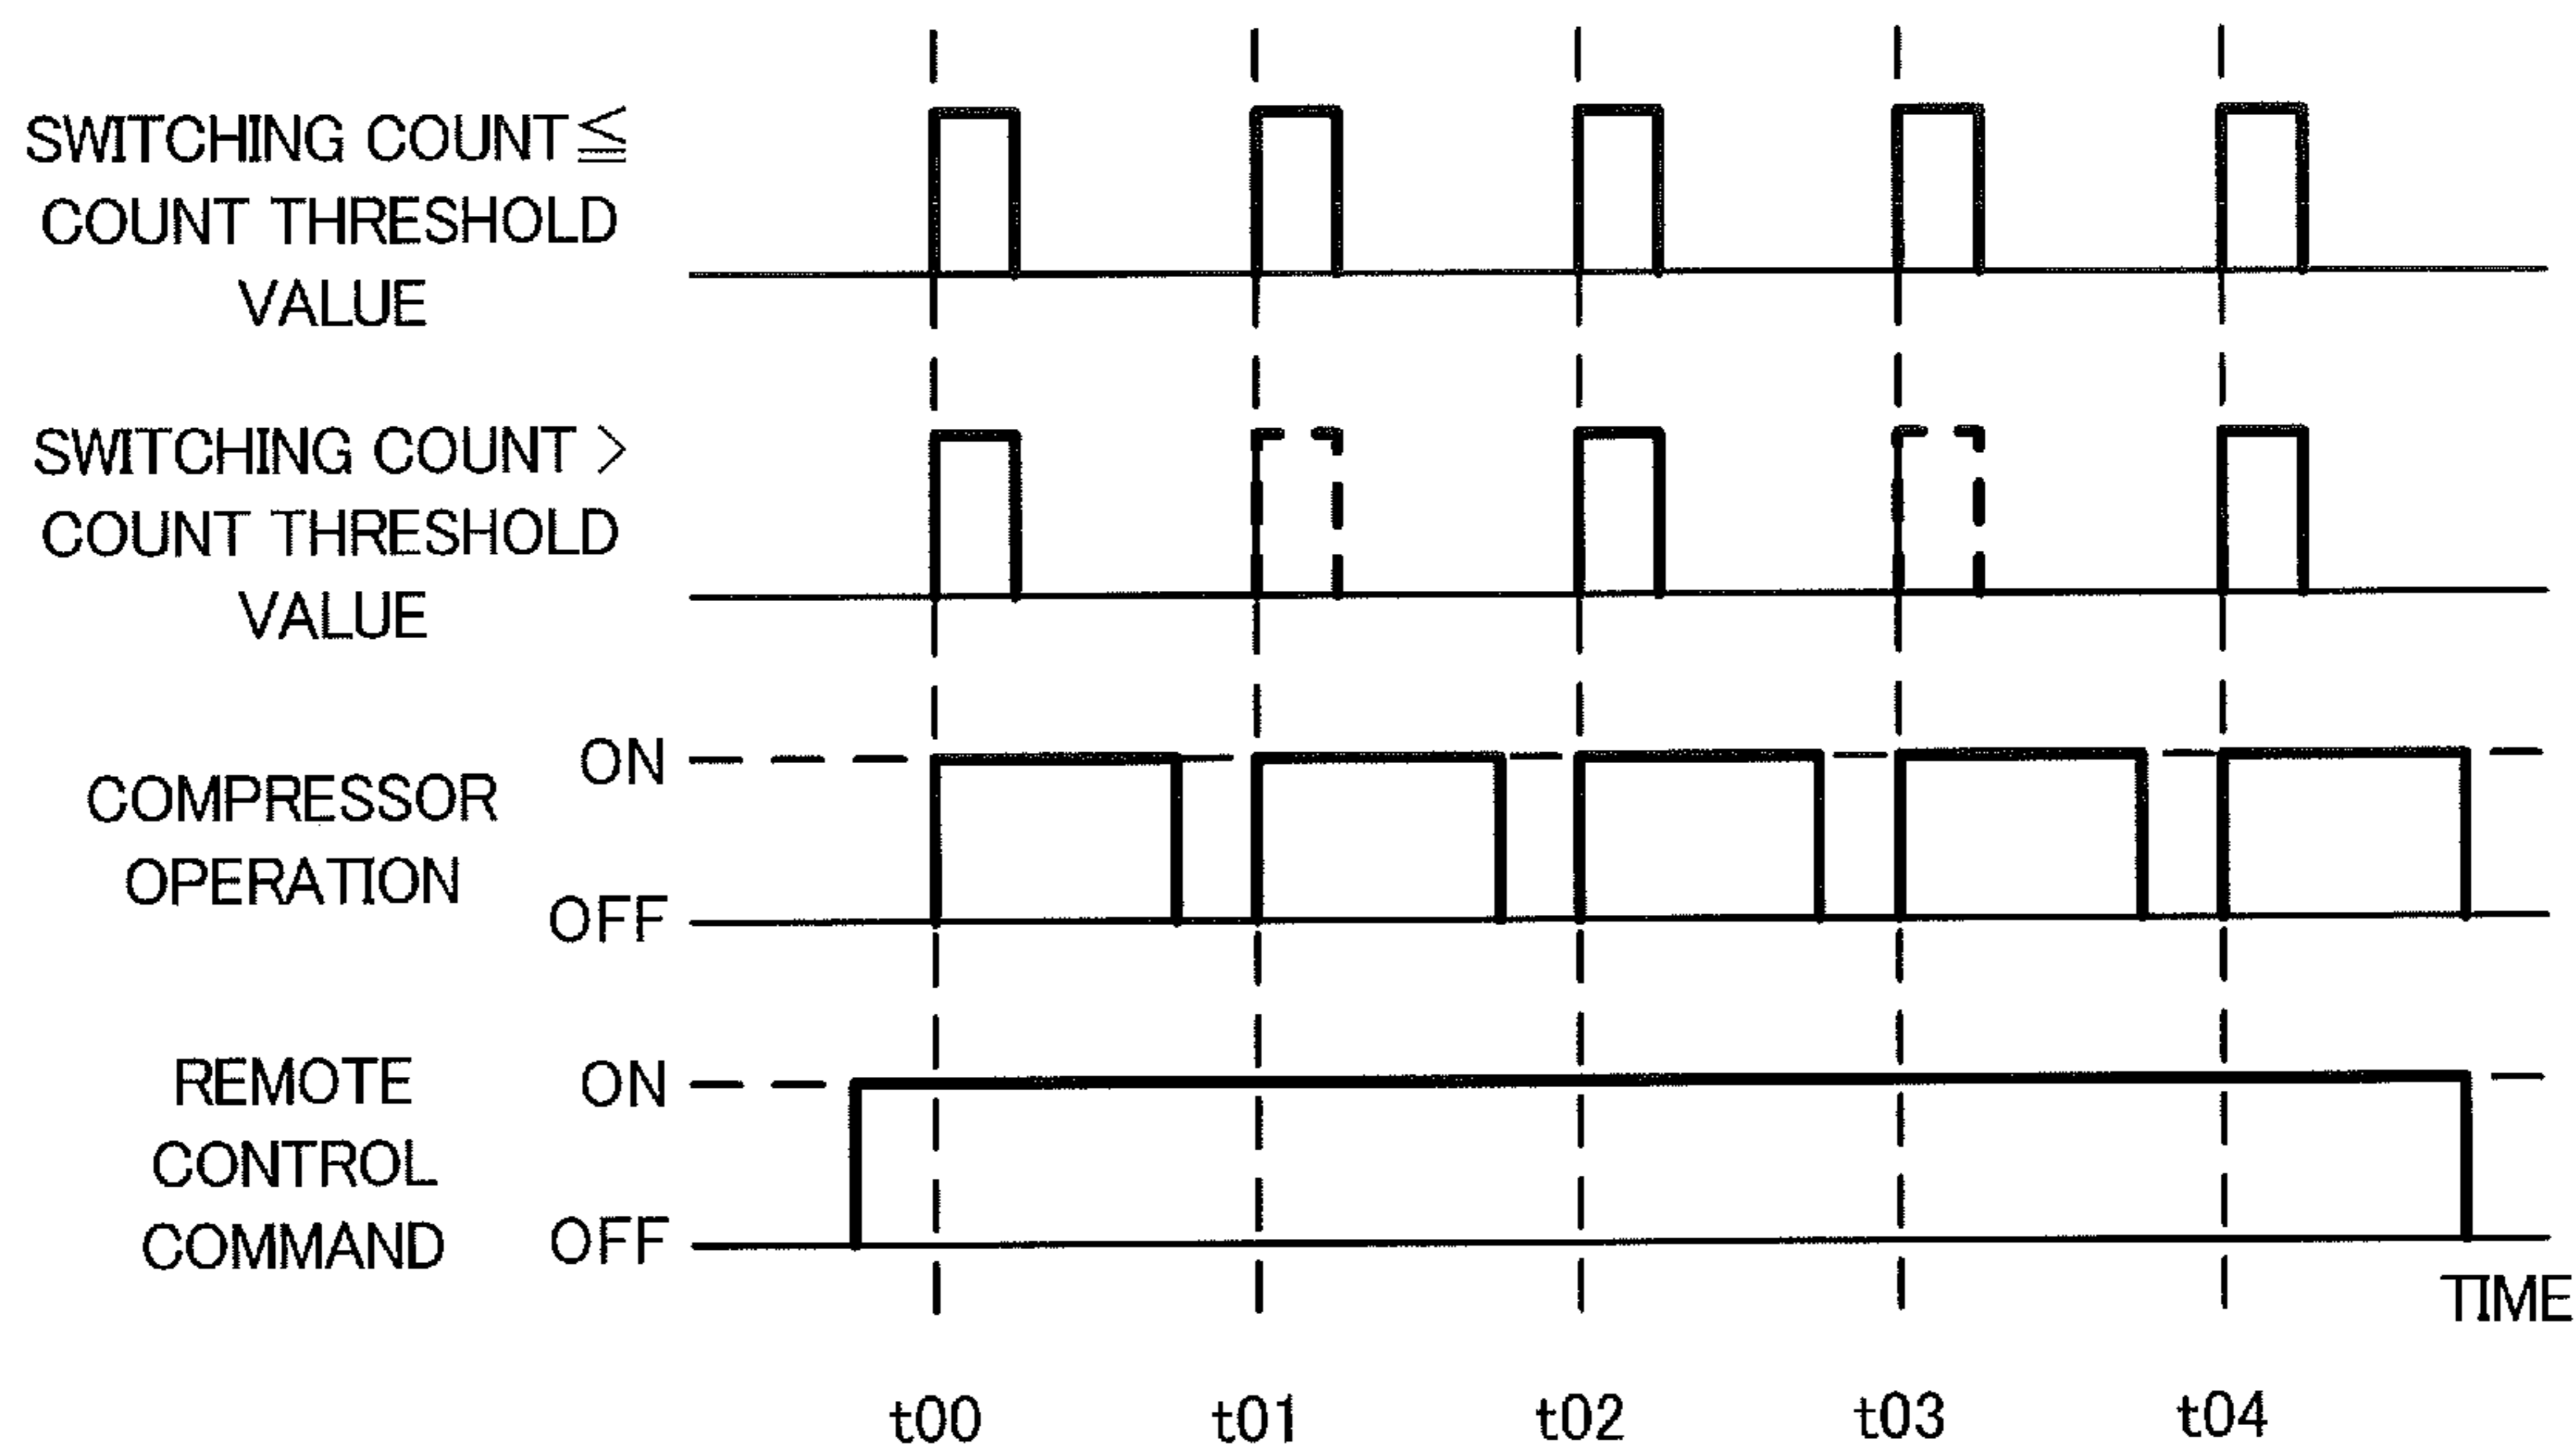 SWITCHING COUNT≦
COUNT THRESHOLD
VALUE
SWITCHING COUNT >
COUNT THRESHOLD
VALUE
COMPRESSOR
OPERATION
ON
OFF
REMOTE
CONTROL
COMMAND
ON
OFF
TIME
t00 t01 t02 t03 t04